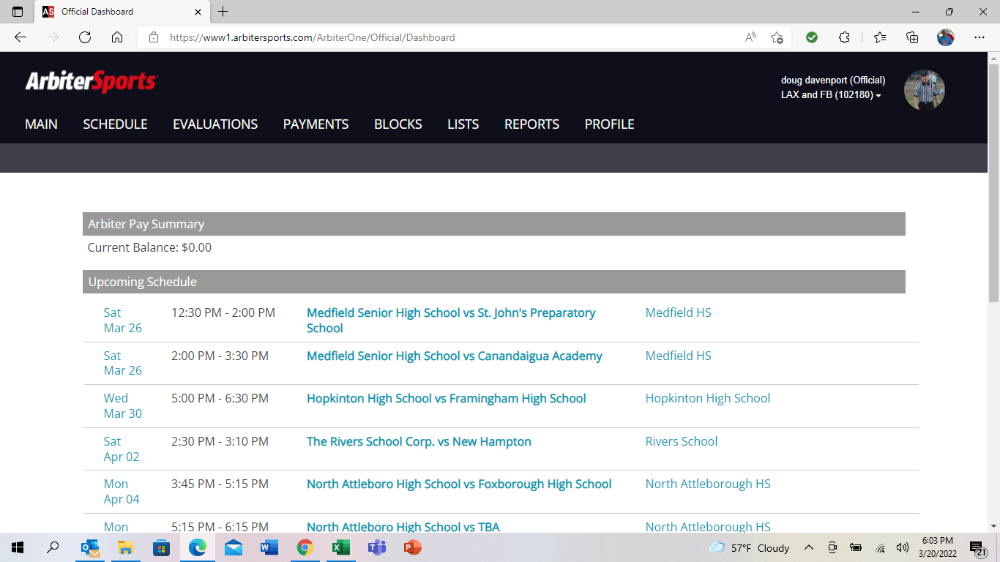 Official Dashboard
https://www1.arbitersports.com/ArbiterOne/Official/Dashboard
ArbiterSports
doug davenport (Official)
LAX and FB (102180)
MAIN SCHEDULE EVALUATIONS PAYMENTS BLOCKS LISTS REPORTS PROFILE
Arbiter Pay Summary
Current Balance: $0.00
Upcoming Schedule
Sat 12:30 PM - 2:00 PM Medfield Senior High School vs St. John's Preparatory Medfield HS
Mar 26 School
Sat 2:00 PM - 3:30 PM Medfield Senior High School vs Canandaigua Academy Medfield HS
Mar 26
Wed 5:00 PM - 6:30 PM Hopkinton High School vs Framingham High School Hopkinton High School
Mar 30
Sat 2:30 PM - 3:10 PM The Rivers School Corp. vs New Hampton Rivers School
Apr 02
Mon 3:45 PM - 5:15 PM North Attleboro High School vs Foxborough High School North Attleborough HS
Apr 04
Mon 5:15 PM - 6:15 PM North Attleboro High School vs TBA North Attleborough HS
57°F Cloudy
6:03 PM
3/20/2022
21